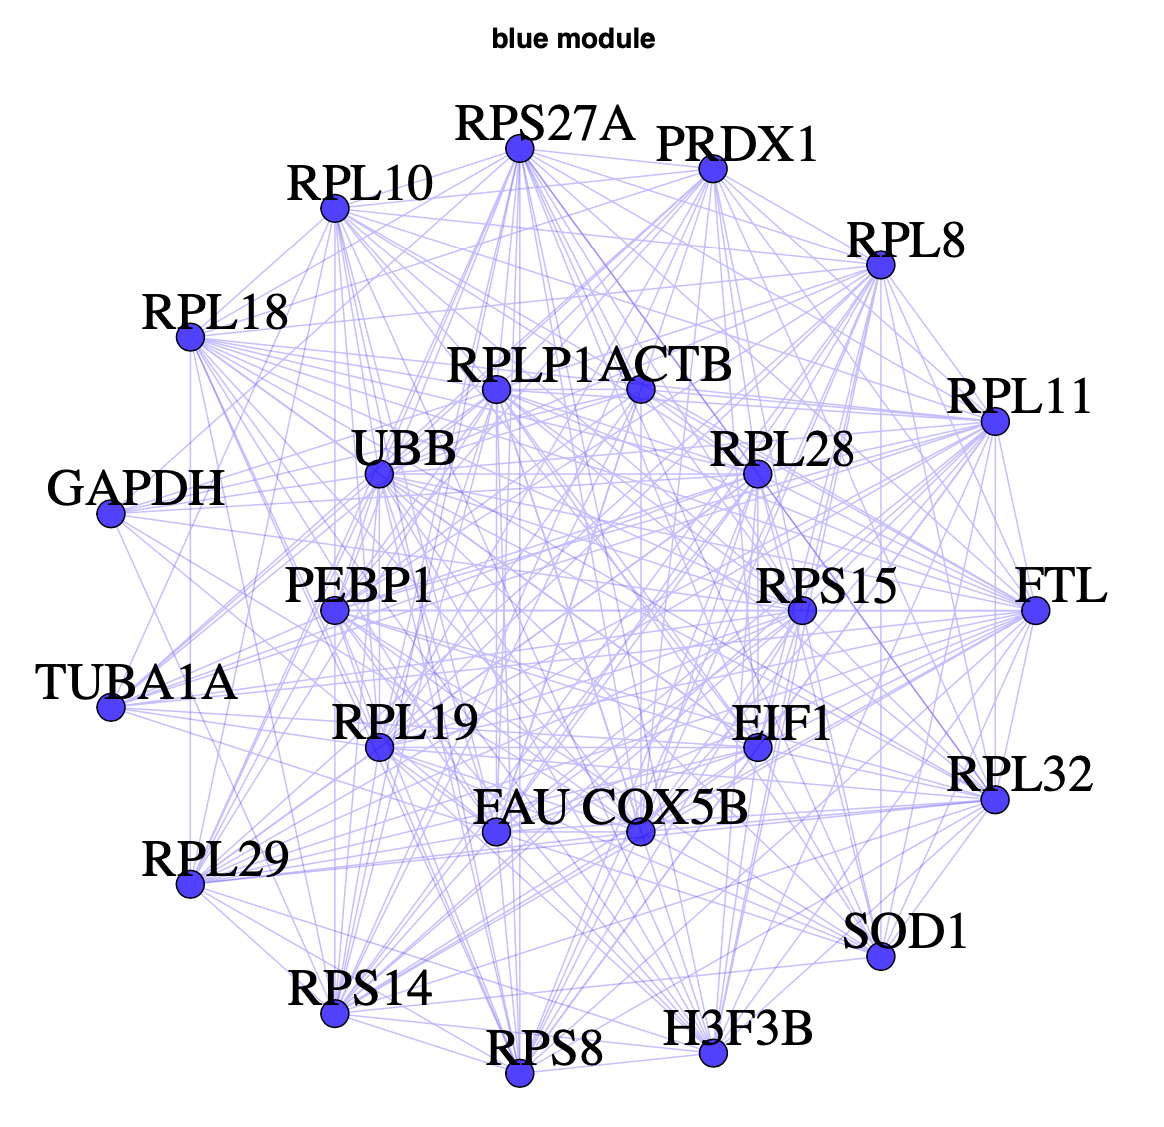 blue module
RPS27A
PRDX1
RPL10
RPL8
RPL18
RPLP1
ACTB
RPL11
UBB
RPL28
GAPDH
PEBP1
RPS15
FTL
TUBA1A
RPL19
EIF1
RPL32
FAU
COX5B
RPL29
SOD1
RPS14
H3F3B
RPS8